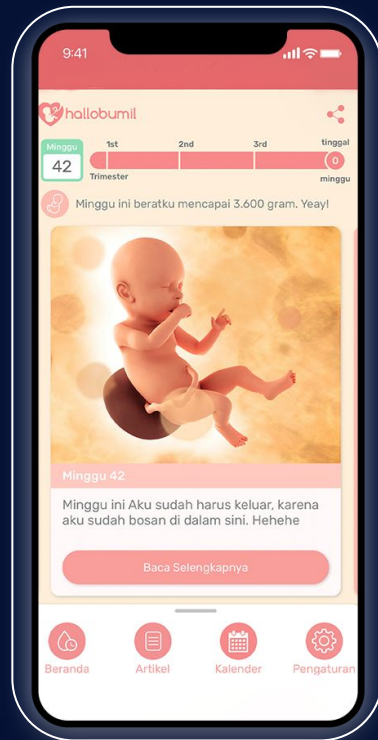 9:41
hallobumil
Minggu
42
1st
2nd
3rd
tinggal
0
Trimester
minggu
Minggu ini beratku mencapai 3.600 gram. Yeay!
Minggu 42
Minggu ini Aku sudah harus keluar, karena
aku sudah bosan di dalam sini. Hehehe
Baca Selengkapnya
Beranda
Artikel
Kalender
Pengaturan